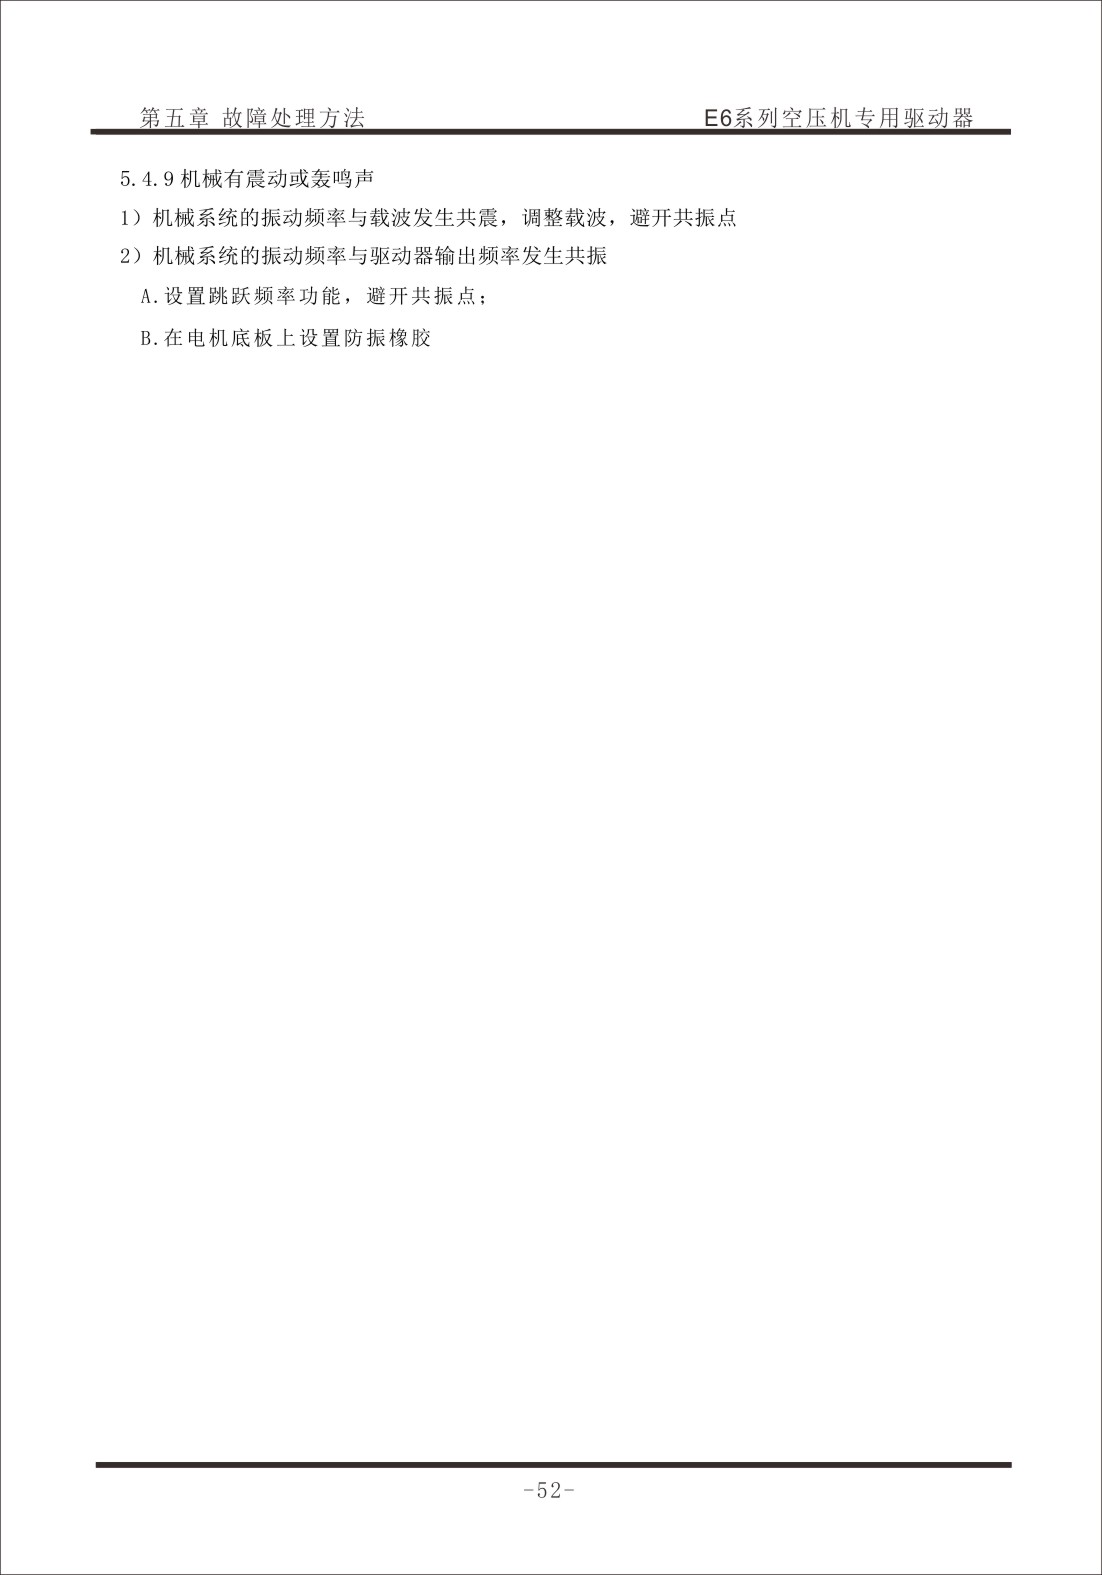 第五章 故障处理方法 E6系列空压机专用驱动器
5.4.9 机械有震动或轰鸣声
1）机械系统的振动频率与载波发生共震，调整载波，避开共振点
2）机械系统的振动频率与驱动器输出频率发生共振
A.设置跳跃频率功能，避开共振点；
B.在电机底板上设置防振橡胶
-52-